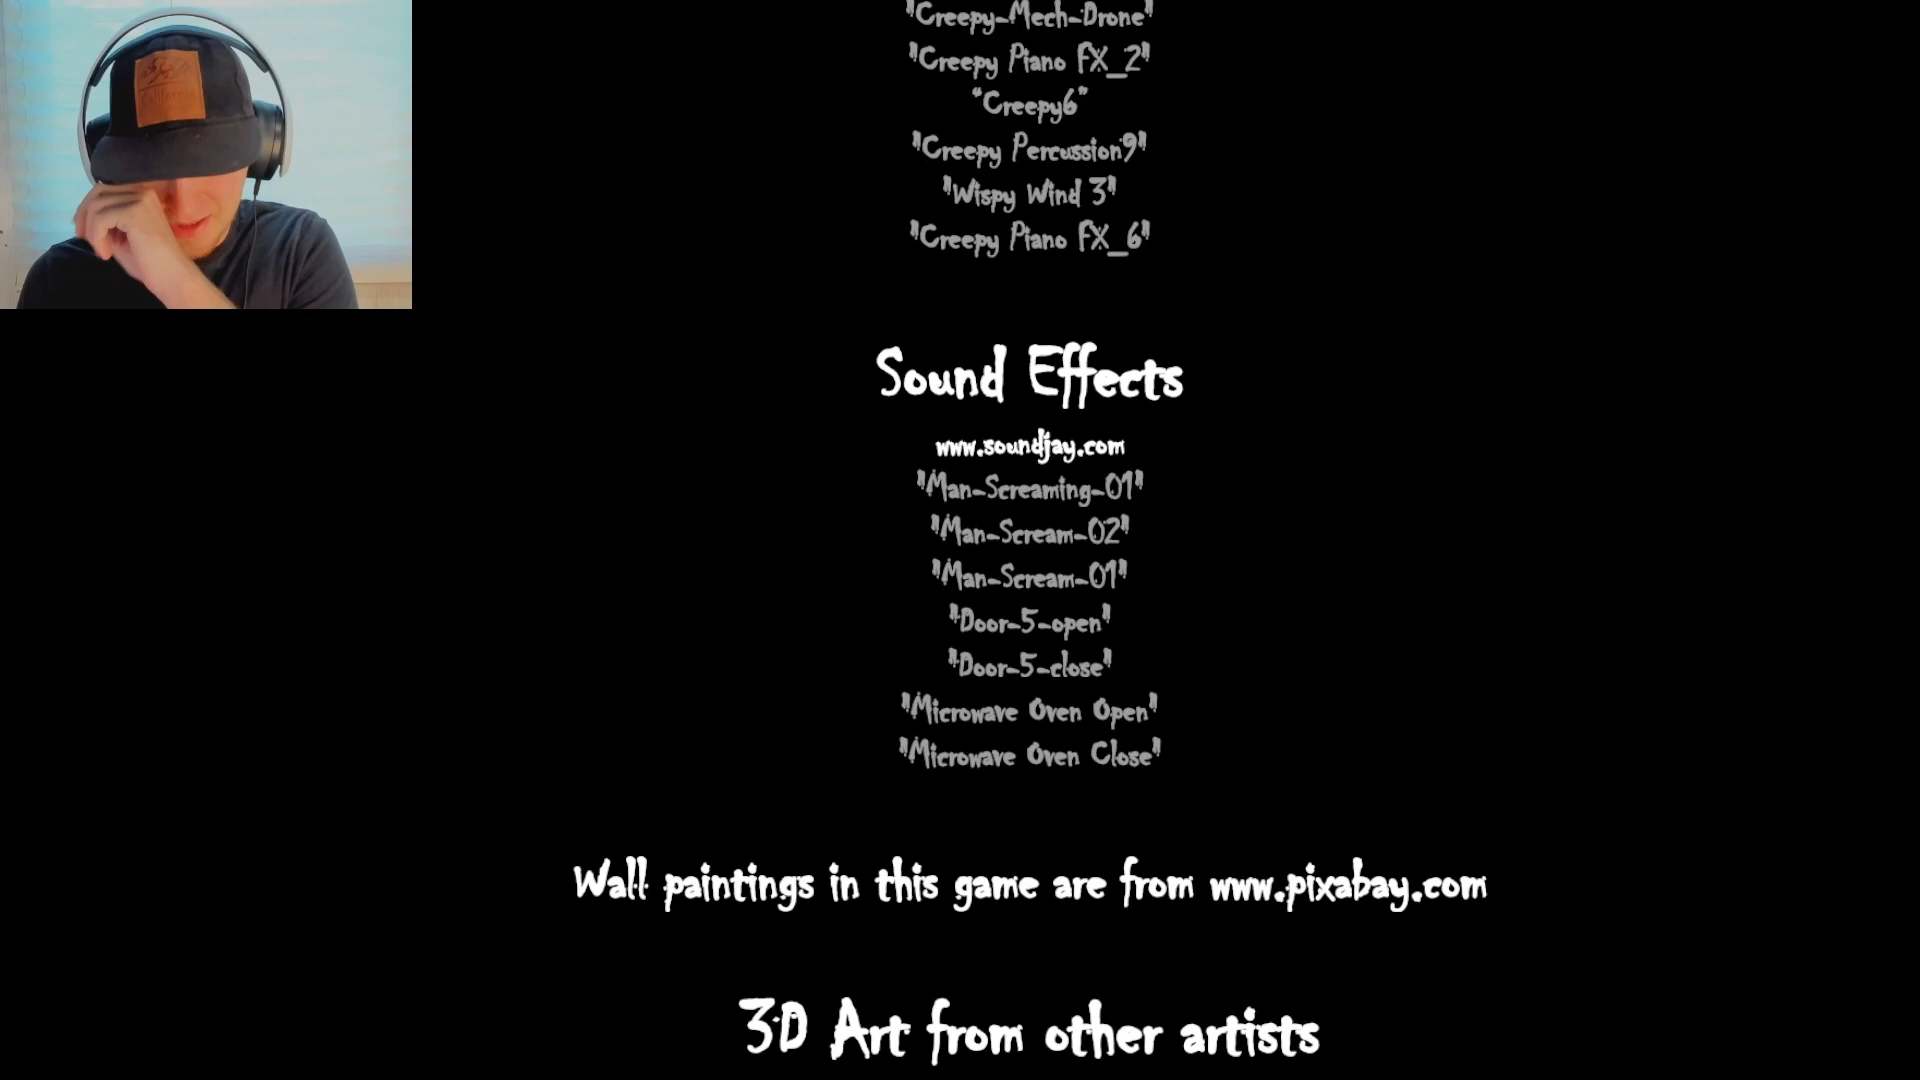 "Creepy-Mech-Drone"
"Creepy Piano FX_2"
“Creepy6”
"Creepy Percussion9"
"Wispy Wind 3"
"Creepy Piano FX_6"
Sound Effects
www.soundjay.com
"Man-Screaming-01"
"Man-Scream-02"
"Man-Scream-01"
"Door-5-open"
"Door-5-close"
"Microwave Oven Open"
"Microwave Oven Close"
Wall paintings in this game are from www.pixabay.com
3D Art from other artists